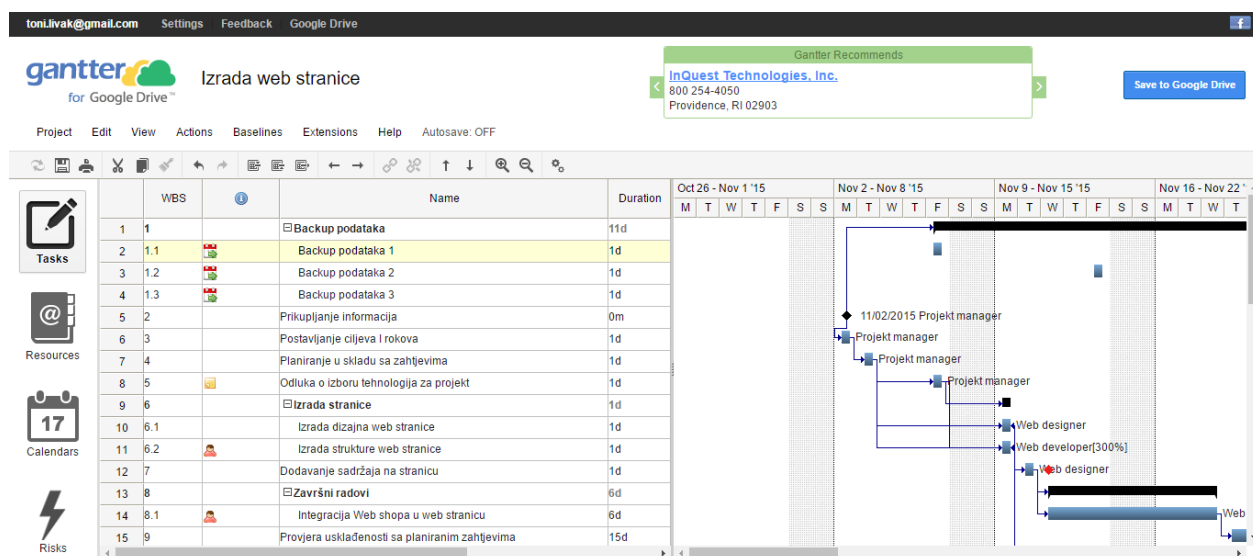 toni.livak@gmail.com Settings Feedback Google Drive
gantter
for Google Drive™
Izrada web stranice
Gantter Recommends
InQuest Technologies, Inc.
800 254-4050
Providence, RI 02903
Save to Google Drive
Project Edit View Actions Baselines Extensions Help Autosave: OFF
WBS Name Duration
Oct 26 - Nov 1 '15 Nov 2 - Nov 8 '15 Nov 9 - Nov 15 '15 Nov 16 - Nov 22 '
M T W T F S S M T W T F S S M T W T F S S M T W T
Tasks
Resources
17
Calendars
Risks
1 1 Backup podataka 11d
2 1.1 Backup podataka 1 1d
3 1.2 Backup podataka 2 1d
4 1.3 Backup podataka 3 1d
5 2 Prikupljanje informacija 0m 11/02/2015 Projekt manager
6 3 Postavljanje ciljeva I rokova 1d Projekt manager
7 4 Planiranje u skladu sa zahtjevima 1d Projekt manager
8 5 Odluka o izboru tehnologija za projekt 1d Projekt manager
9 6 Izrada stranice 1d
10 6.1 Izrada dizajna web stranice 1d Web designer
11 6.2 Izrada strukture web stranice 1d Web developer[300%]
12 7 Dodavanje sadržaja na stranicu 1d Web designer
13 8 Završni radovi 6d
14 8.1 Integracija Web shopa u web stranicu 6d Web
15 9 Provjera usklađenosti sa planiranim zahtjevima 15d